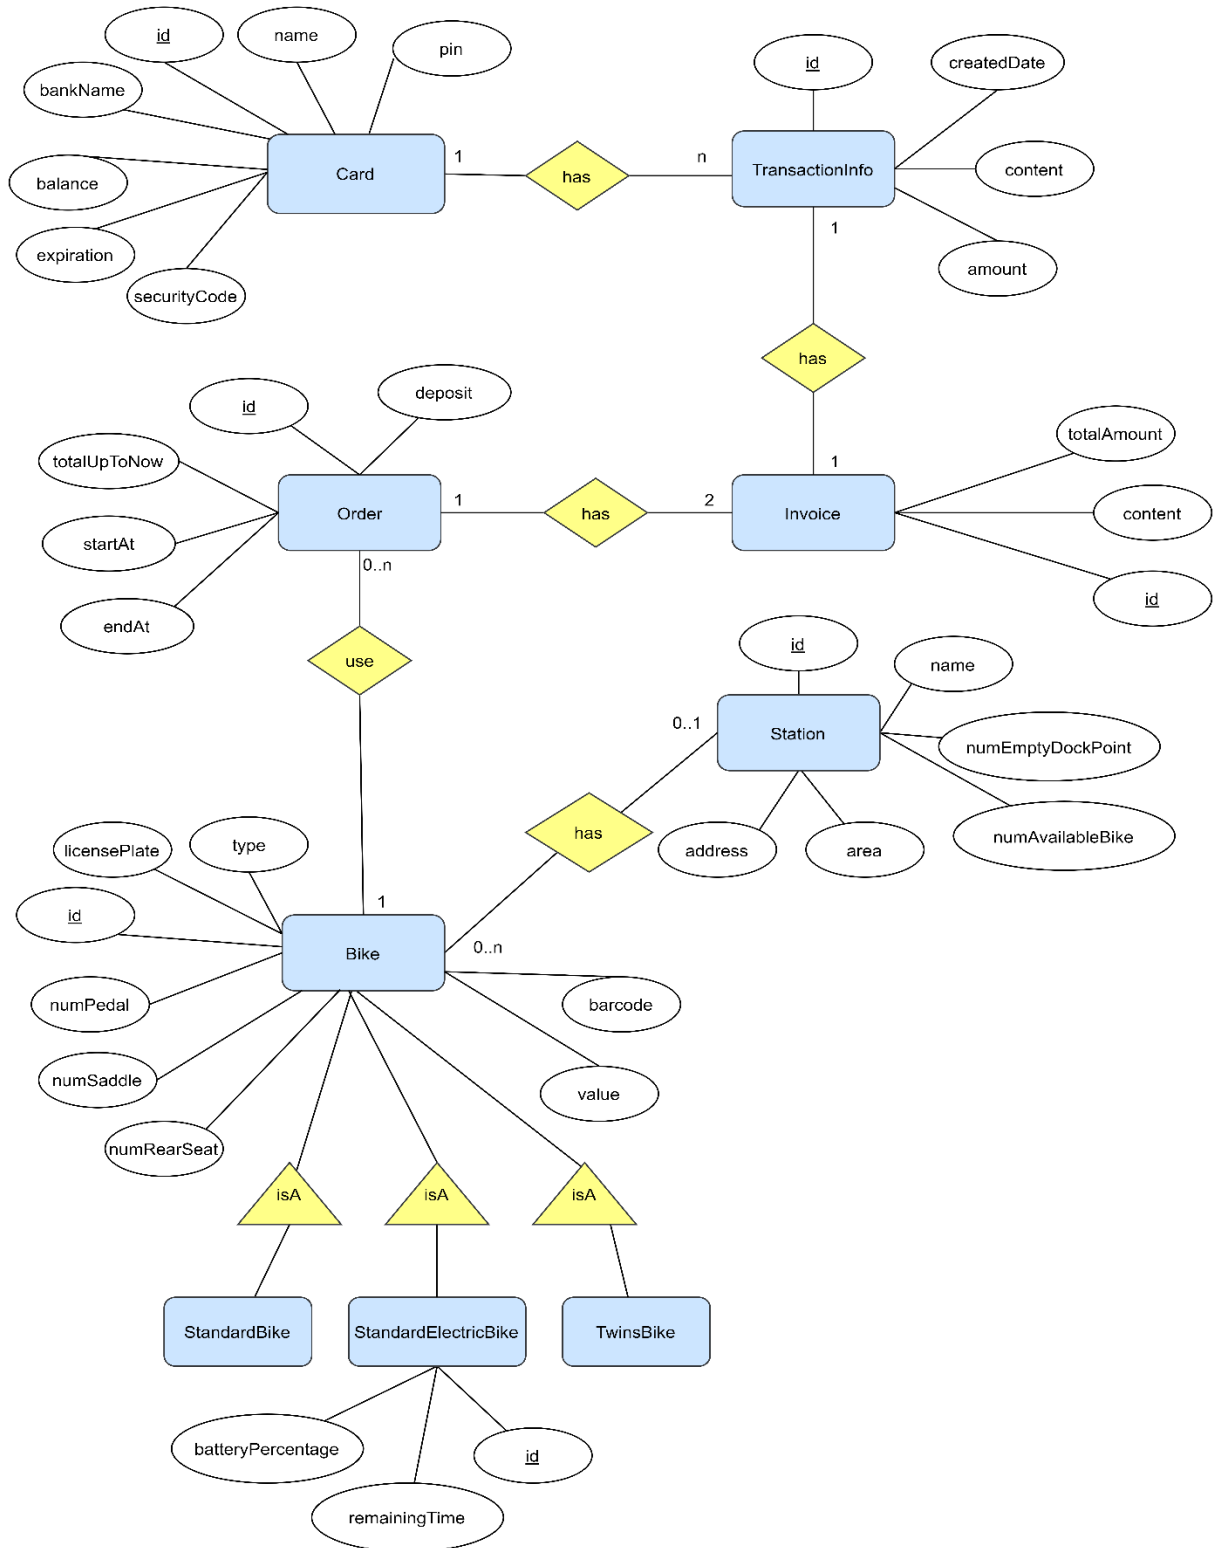 id
name
pin
bankName
Card
balance
expiration
securityCode
1
has
n
id
createdDate
TransactionInfo
content
amount
1
has
1
id
deposit
totalUpToNow
Order
startAt
endAt
1
has
2
totalAmount
Invoice
content
id
0..n
use
1
id
name
0..1
Station
numEmptyDockPoint
numAvailableBike
address
area
has
0..n
licensePlate
type
id
Bike
numPedal
numSaddle
numRearSeat
barcode
value
isA
isA
isA
StandardBike
StandardElectricBike
TwinsBike
batteryPercentage
id
remainingTime